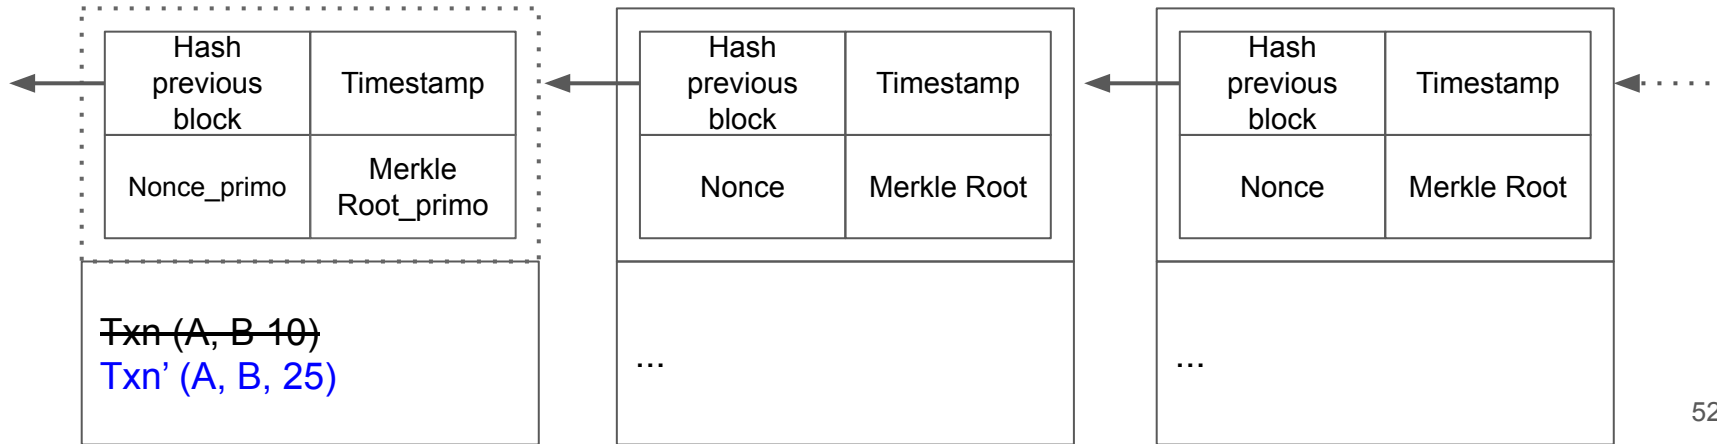 Hash
previous
block
Timestamp
Nonce_primo
Merkle
Root_primo
Txn (A, B 10)
Txn’ (A, B, 25)
Hash
previous
block
Timestamp
Nonce
Merkle Root
...
Hash
previous
block
Timestamp
Nonce
Merkle Root
...
52